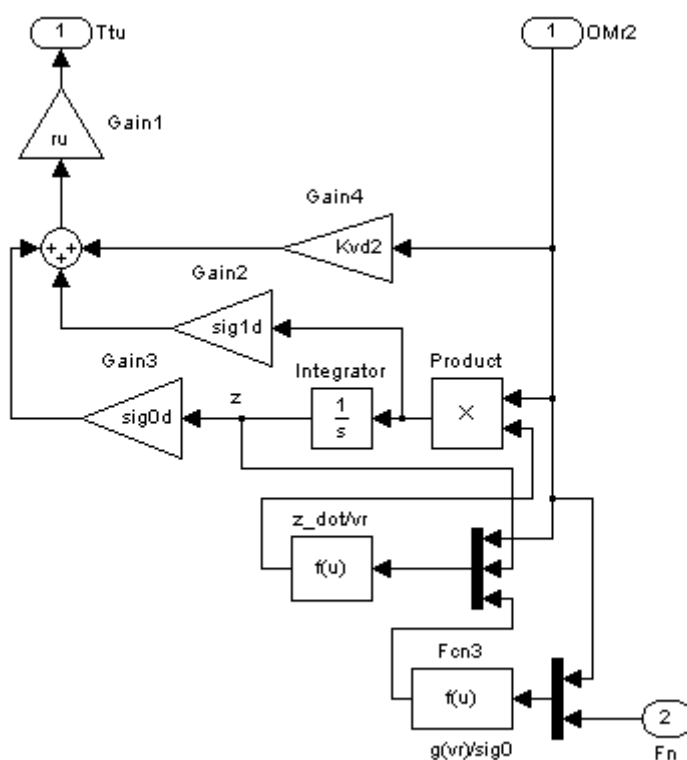 1
Ttu
1
OMr2
ru
Gain1
Gain4
+ +
+
Kvd2
Gain2
sig1d
Gain3
Integrator
Product
sig0d
z
1
s
×
z_dot/vr
f(u)
Fcn3
f(u)
2
g(vr)/sig0
Fn